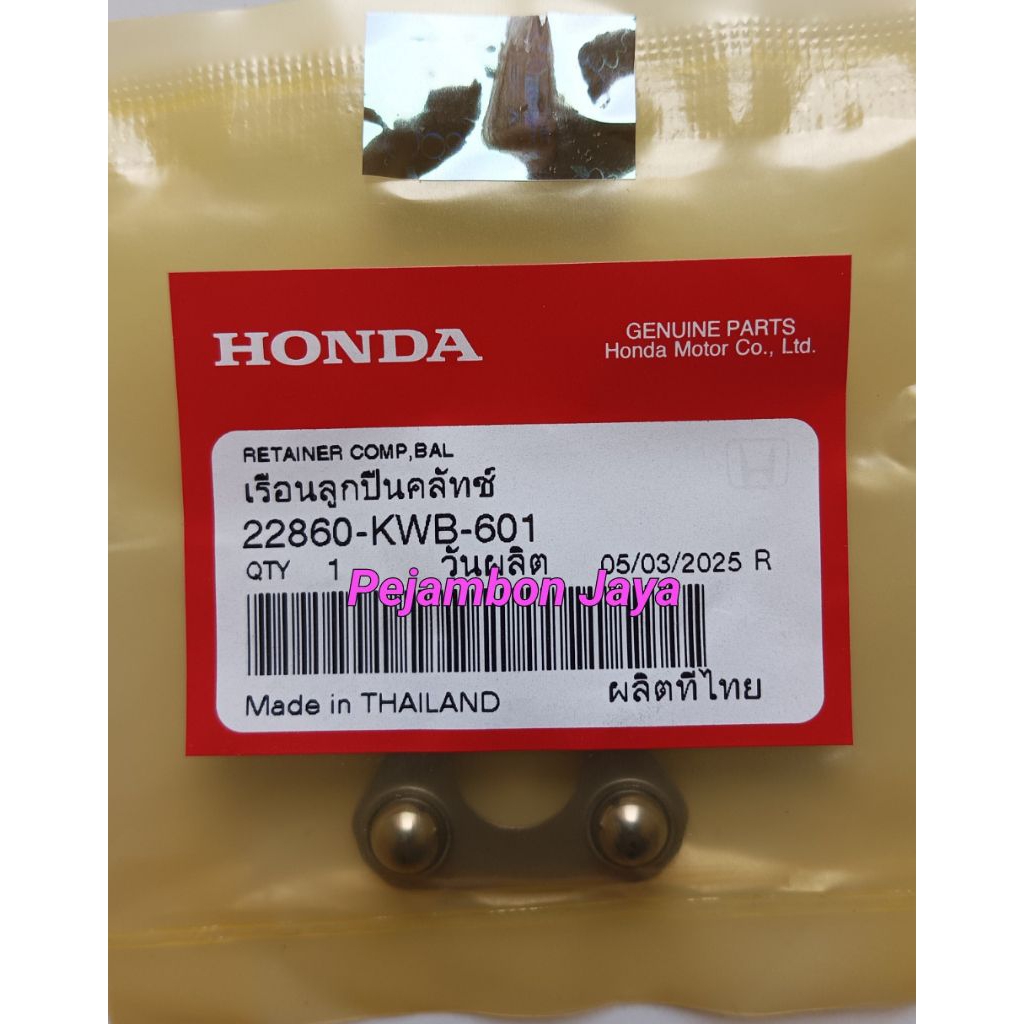 HONDA
GENUINE PARTS
Honda Motor Co., Ltd.
RETAINER COMP,BAL
เรือนลูกปืนคลัทช์
22860-KWB-601
QTY 1 วันผลิต 05/03/2025 R
Pejambon Jaya
Made in THAILAND ผลิตที่ไทย